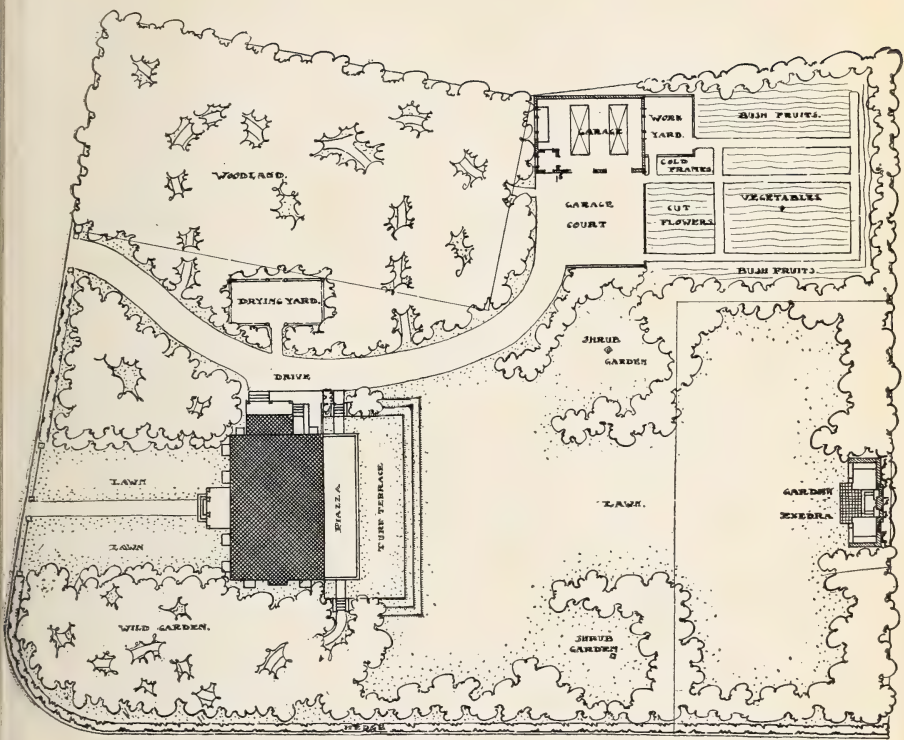 WOODLAND.
GARAGE
WORK
YARD.
BUSH FRUITS.
COLD
FRAMES
GARAGE
COURT
CUT
FLOWERS
VEGETABLES
BUSH FRUITS.
DRYING YARD.
SHRUB
GARDEN
DRIVE
LAWN
LAWN
PIAZZA
TURF TERRACE
LAWN.
GARDEN
EXEDRA
WILD GARDEN.
SHRUB
GARDEN
HEDGE